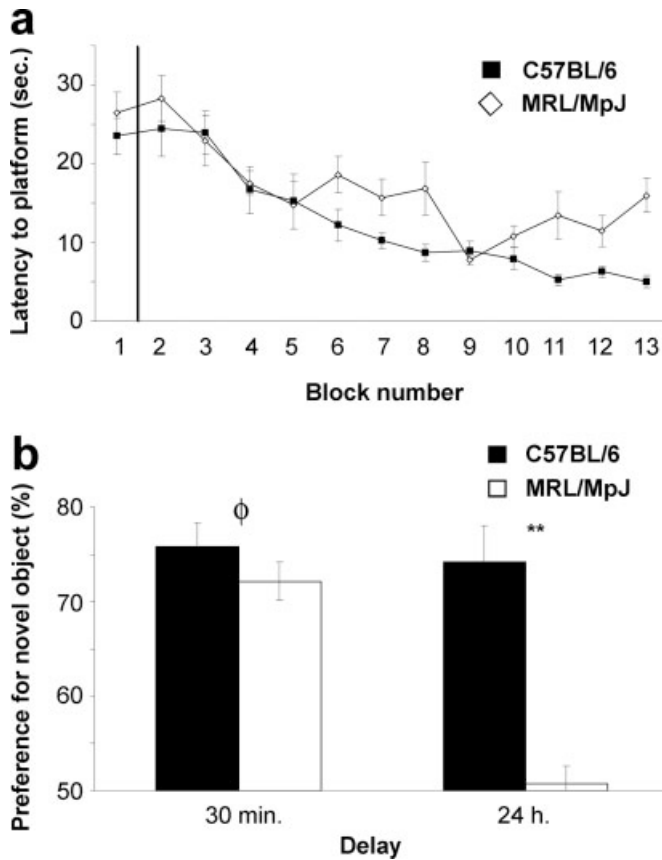 a
Latency to platform (sec.)
30
20
10
0
C57BL/6
MRL/MpJ
1 2 3 4 5 6 7 8 9 10 11 12 13
Block number
b
Preference for novel object (%)
80
70
60
50
C57BL/6
MRL/MpJ
ϕ
**
30 min. 24 h.
Delay